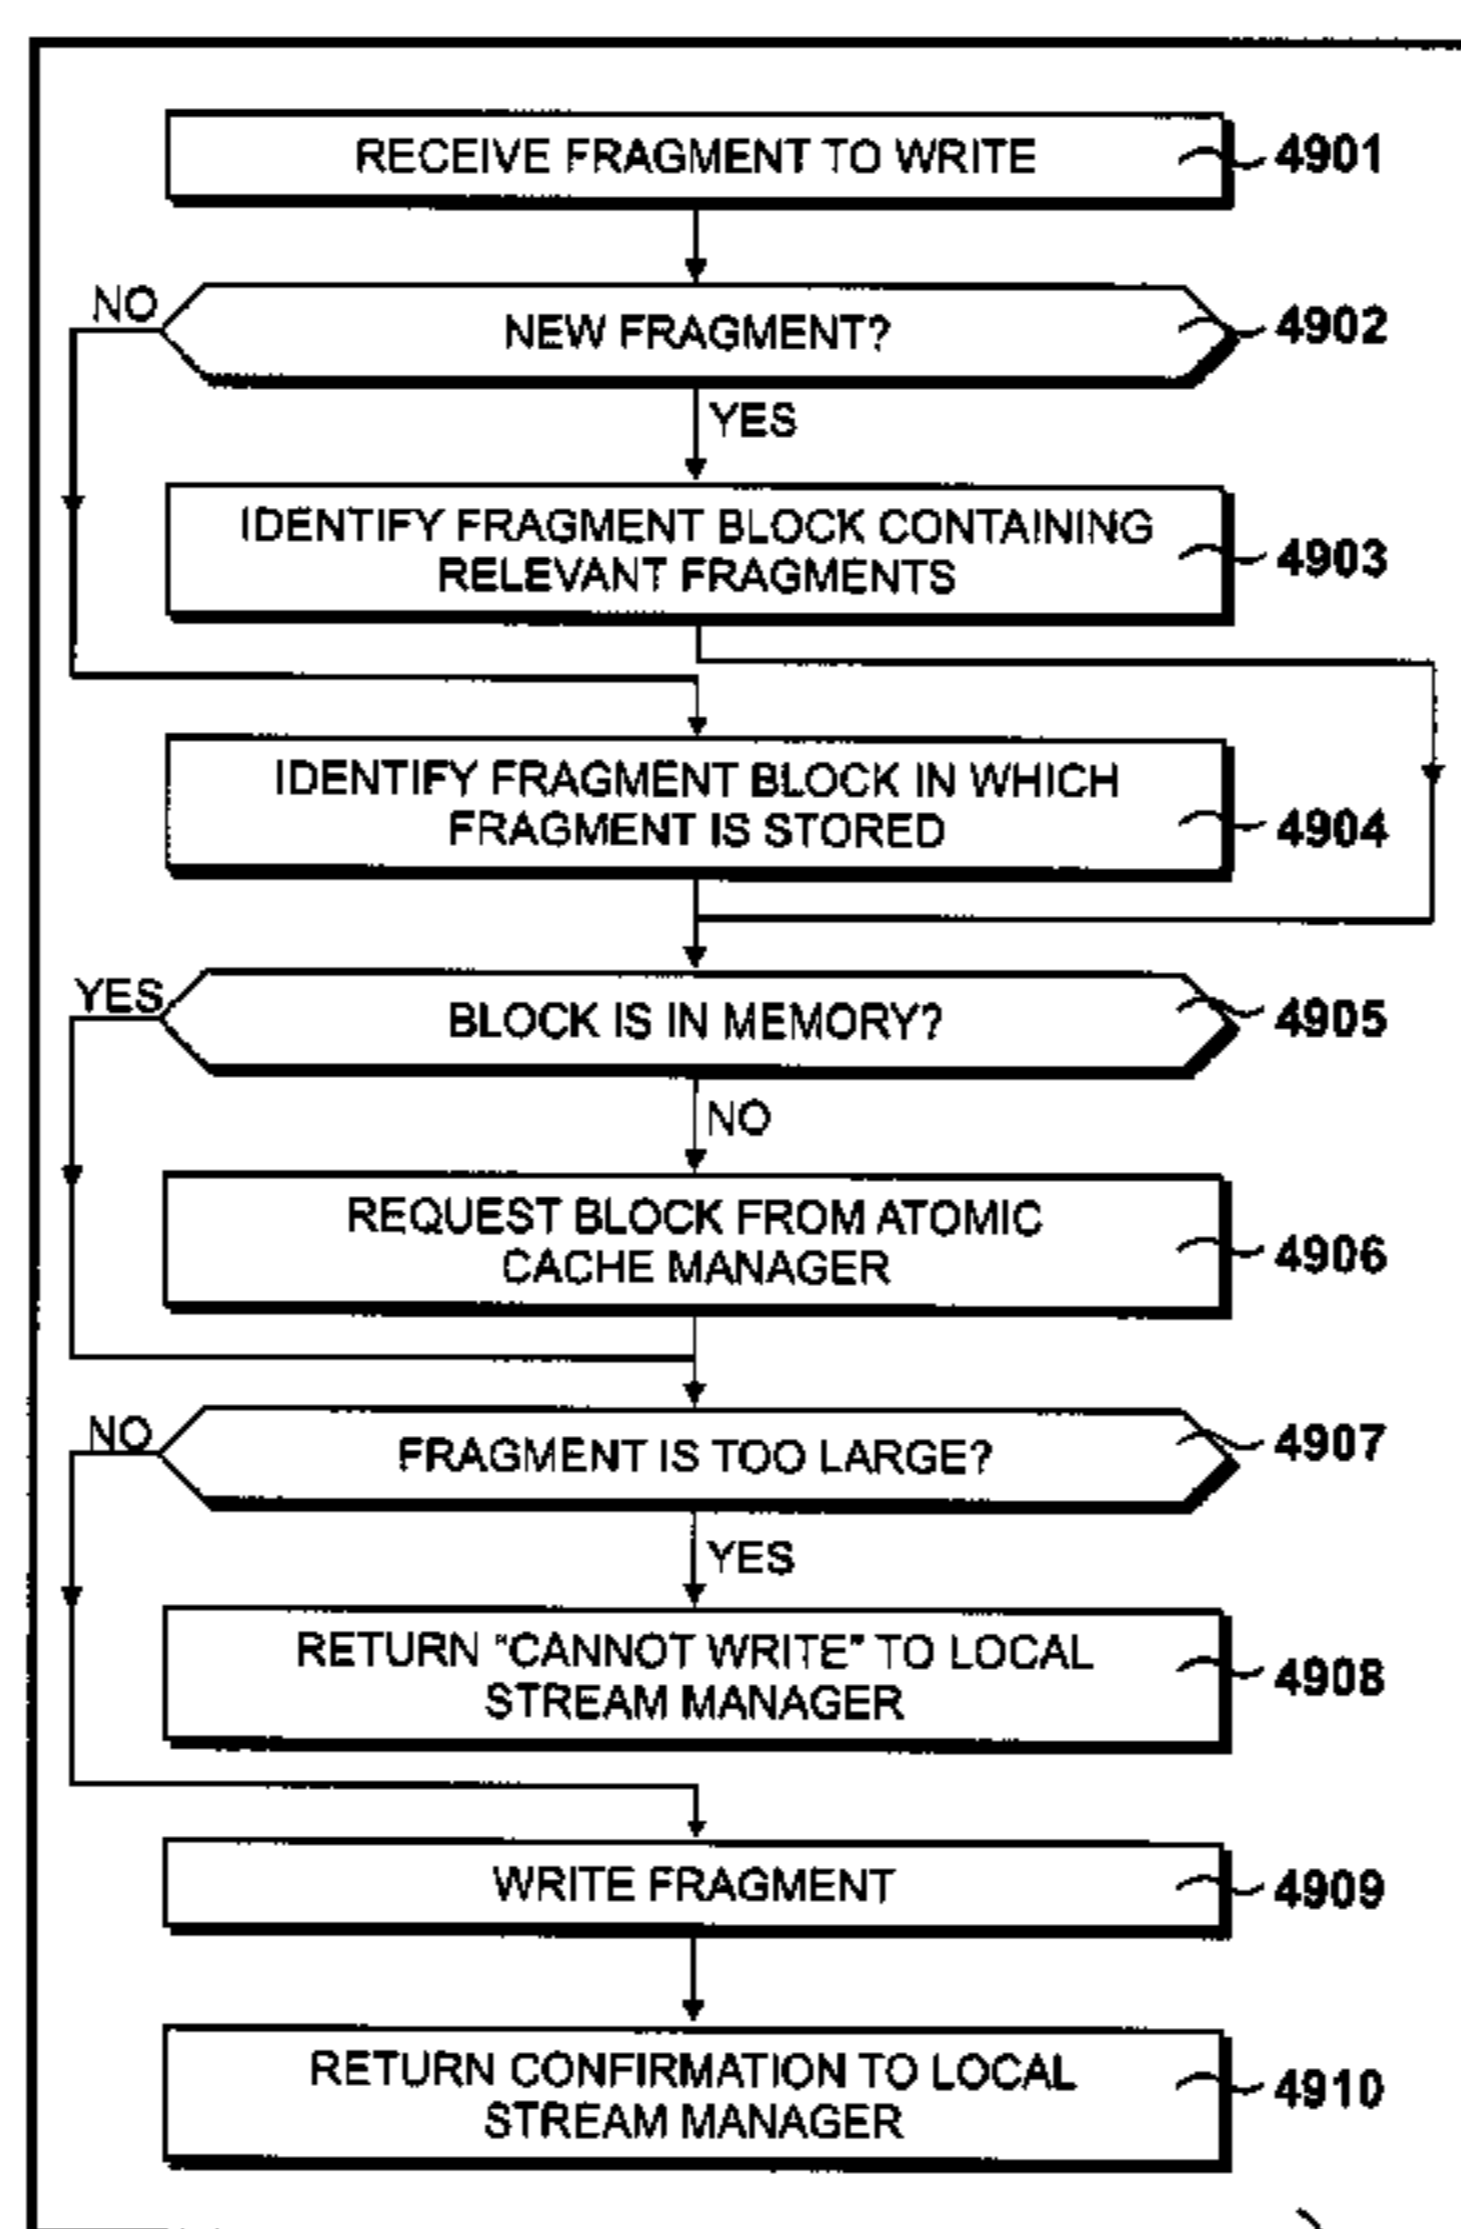 RECEIVE FRAGMENT TO WRITE 4901
NO
NEW FRAGMENT? 4902
YES
IDENTIFY FRAGMENT BLOCK CONTAINING
RELEVANT FRAGMENTS
4903
IDENTIFY FRAGMENT BLOCK IN WHICH
FRAGMENT IS STORED
4904
YES
BLOCK IS IN MEMORY? 4905
NO
REQUEST BLOCK FROM ATOMIC
CACHE MANAGER
4906
NO
FRAGMENT IS TOO LARGE? 4907
YES
RETURN "CANNOT WRITE" TO LOCAL
STREAM MANAGER
4908
WRITE FRAGMENT 4909
RETURN CONFIRMATION TO LOCAL
STREAM MANAGER
4910